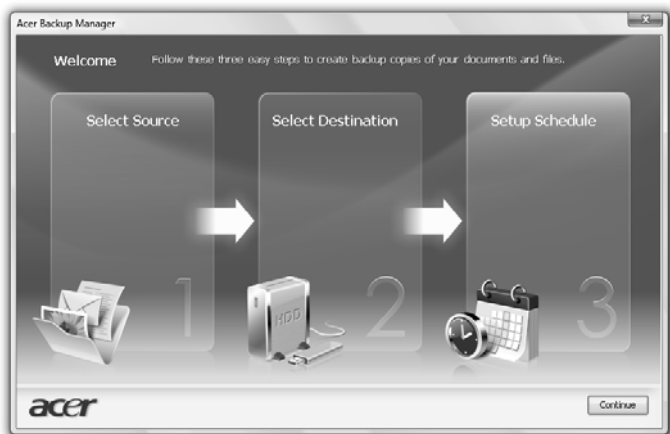 Acer Backup Manager
Welcome
Follow these three easy steps to create backup copies of your documents and files.
Select Source
Select Destination
Setup Schedule
1
HDD
2
3
acer
Continue